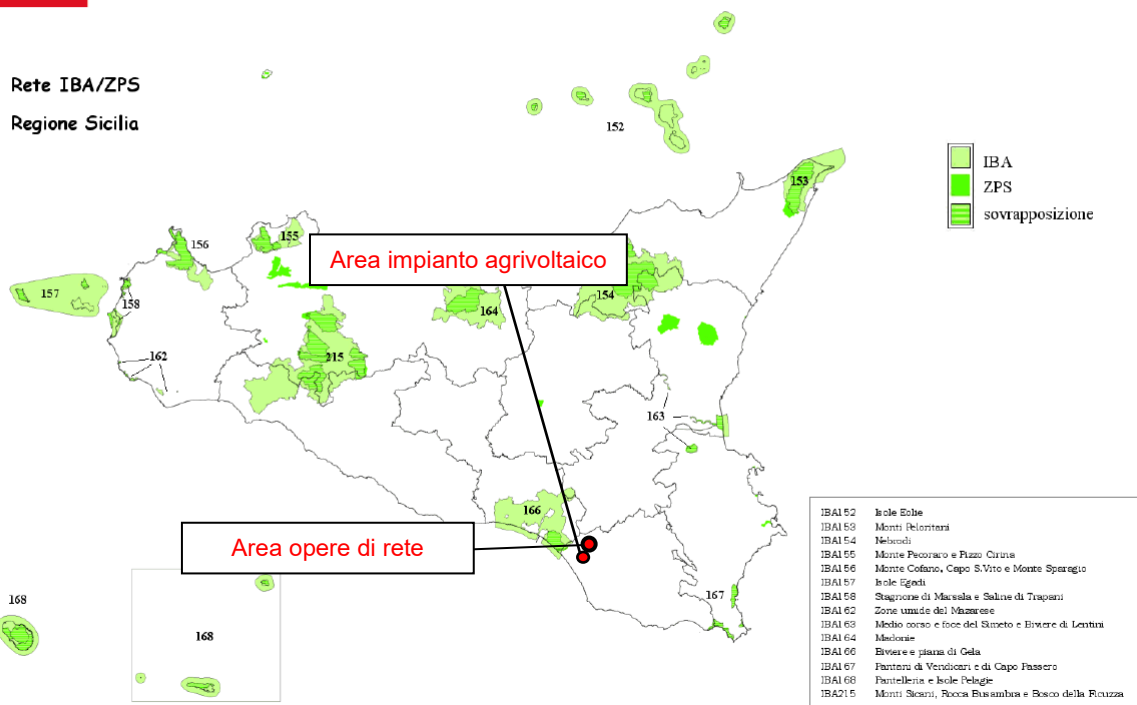 Rete IBA/ZPS
Regione Sicilia
152
IBA
ZPS
sovrapposizione
153
156
155
Area impianto agrivoltaico
157
158
154
164
162
215
163
166
Area opere di rete
167
168
168
IBA152 Isole Eolie
IBA153 Monti Peloritani
IBA154 Nebrodi
IBA155 Monte Pecoraro e Pizzo Cirina
IBA156 Monte Cofano, Capo S.Vito e Monte Sparagio
IBA157 Isole Egadi
IBA158 Stagnone di Marsala e Saline di Trapani
IBA162 Zone umide del Mazarese
IBA163 Medio corso e foce del Simeto e Biviere di Lentini
IBA164 Madonie
IBA166 Biviere e piana di Gela
IBA167 Pantani di Vendicari e di Capo Passero
IBA168 Pantelleria e Isole Pelagie
IBA215 Monti Sicani, Rocca Busambra e Bosco della Ficuzza